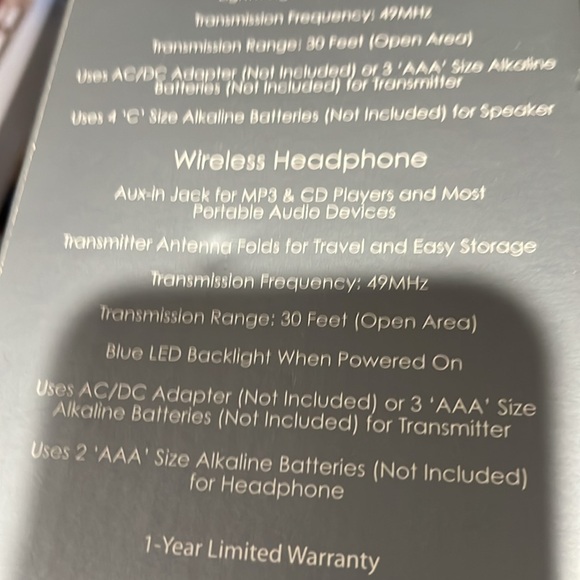 Transmission Frequency: 49MHz
Transmission Range: 30 Feet (Open Area)
Uses AC/DC Adapter (Not Included) or 3 'AAA' Size Alkaline
Batteries (Not Included) for Transmitter
Uses 4 'C' Size Alkaline Batteries (Not Included) for Speaker
Wireless Headphone
Aux-In Jack for MP3 & CD Players and Most
Portable Audio Devices
Transmitter Antenna Folds for Travel and Easy Storage
Transmission Frequency: 49MHz
Transmission Range: 30 Feet (Open Area)
Blue LED Backlight When Powered On
Uses AC/DC Adapter (Not Included) or 3 'AAA' Size
Alkaline Batteries (Not Included) for Transmitter
Uses 2 'AAA' Size Alkaline Batteries (Not Included)
for Headphone
1-Year Limited Warranty